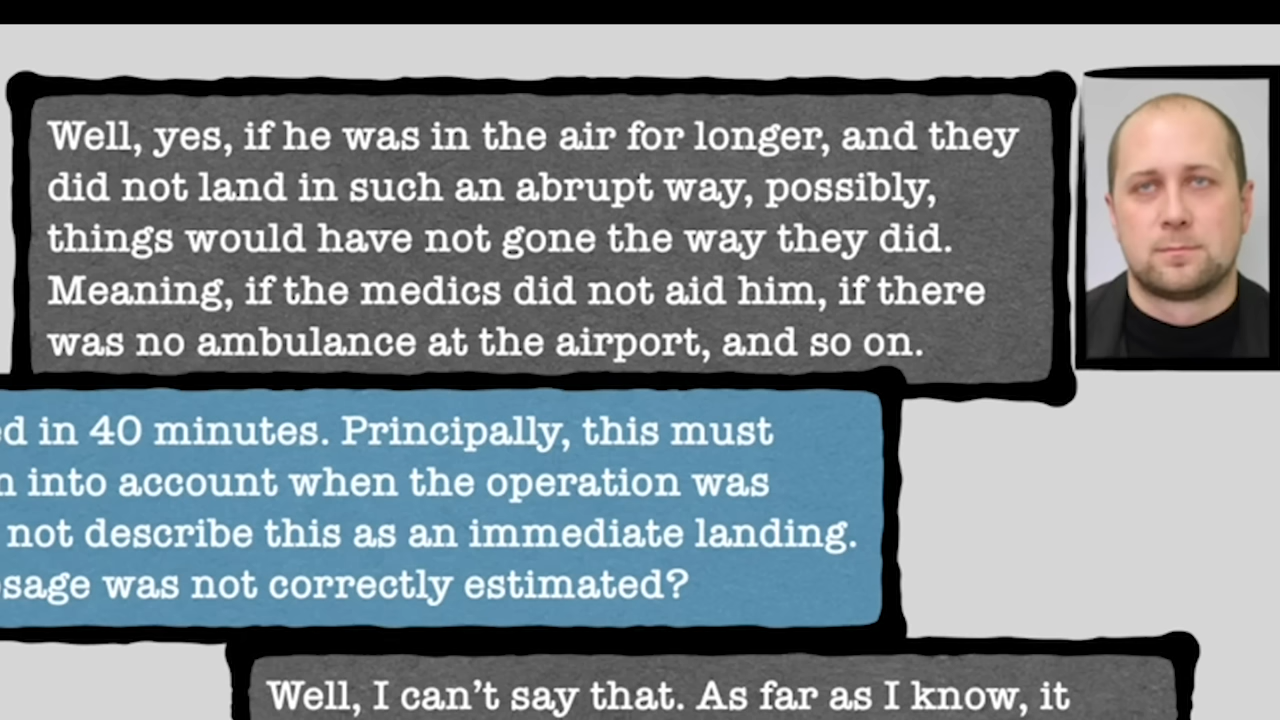 Well, yes, if he was in the air for longer, and they
did not land in such an abrupt way, possibly,
things would have not gone the way they did.
Meaning, if the medics did not aid him, if there
was no ambulance at the airport, and so on.
in 40 minutes. Principally, this must
into account when the operation was
not describe this as an immediate landing.
was not correctly estimated?
Well, I can’t say that. As far as I know, it